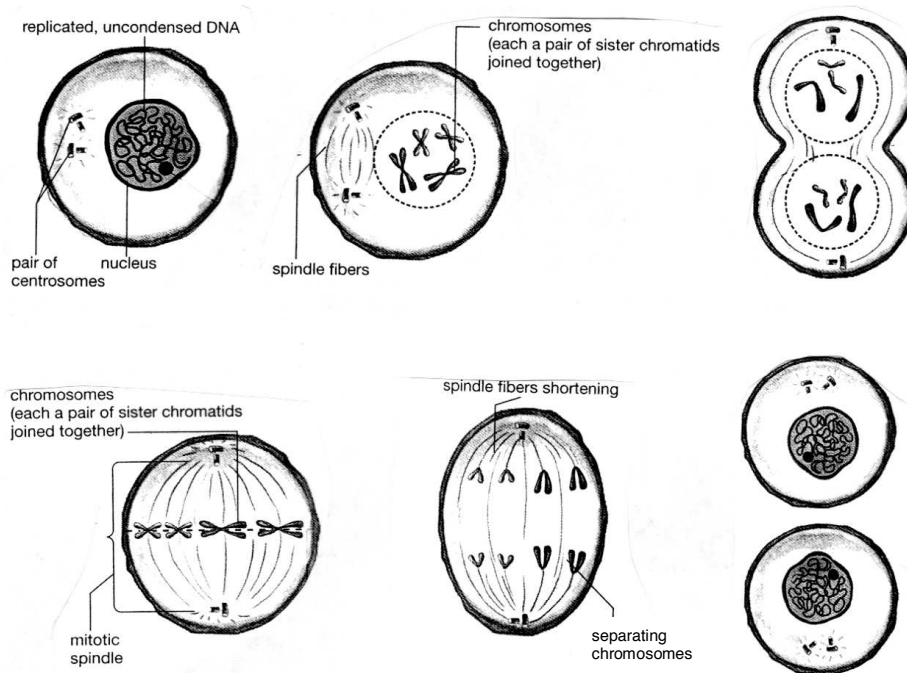 replicated, uncondensed DNA
chromosomes
(each a pair of sister chromatids
joined together)
pair of
centrosomes
nucleus
spindle fibers
chromosomes
(each a pair of sister chromatids
joined together)
spindle fibers shortening
mitotic
spindle
separating
chromosomes